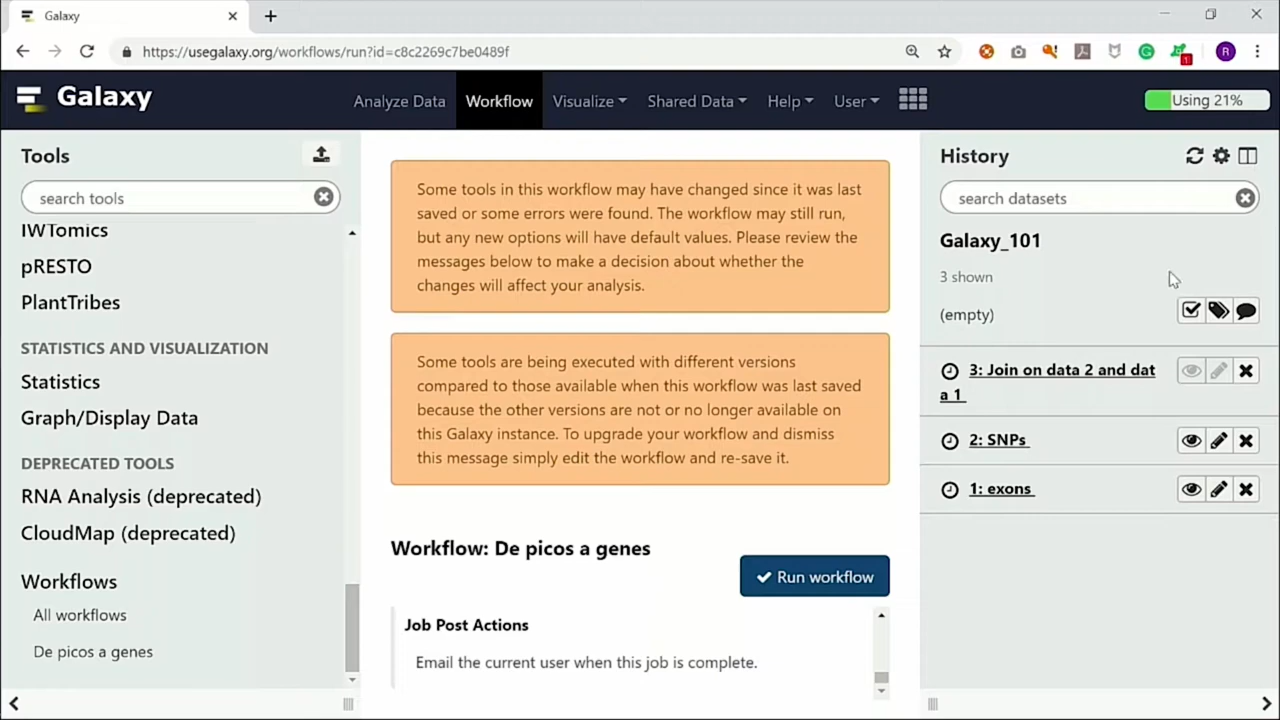 Galaxy
https://usegalaxy.org/workflows/run?id=c8c2269c7be0489f
R
1
Galaxy
Analyze Data
Workflow
Visualize
Shared Data
Help
User
Using 21%
Tools
search tools
IWTomics
pRESTO
PlantTribes
STATISTICS AND VISUALIZATION
Statistics
Graph/Display Data
DEPRECATED TOOLS
RNA Analysis (deprecated)
CloudMap (deprecated)
Workflows
All workflows
De picos a genes
Some tools in this workflow may have changed since it was last
saved or some errors were found. The workflow may still run,
but any new options will have default values. Please review the
messages below to make a decision about whether the
changes will affect your analysis.
Some tools are being executed with different versions
compared to those available when this workflow was last saved
because the other versions are not or no longer available on
this Galaxy instance. To upgrade your workflow and dismiss
this message simply edit the workflow and re-save it.
Workflow: De picos a genes
Run workflow
Job Post Actions
Email the current user when this job is complete.
History
search datasets
Galaxy_101
3 shown
(empty)
3: Join on data 2 and dat
a 1
2: SNPs
1: exons